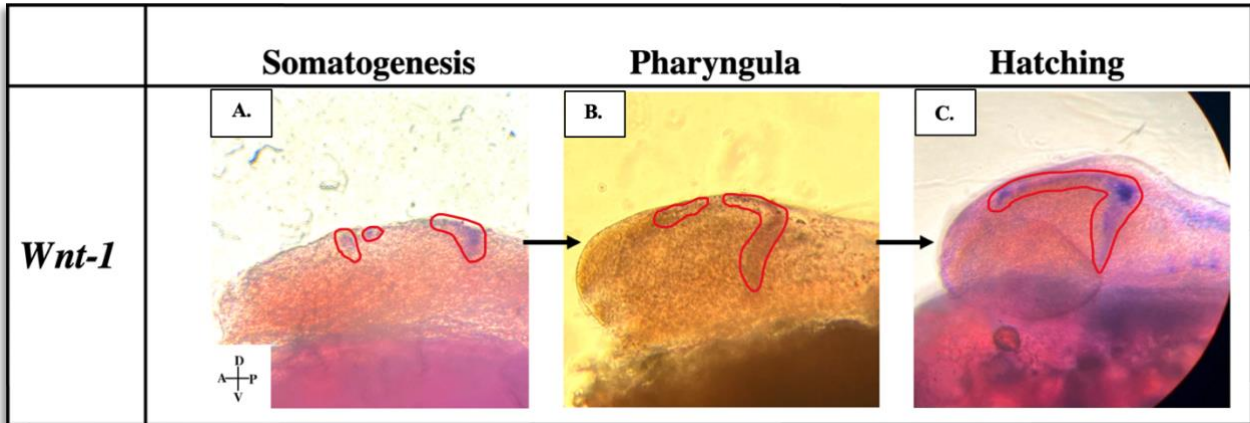 Somatogenesis Pharyngula Hatching
Wnt-1
A. B. C.
D
A P
V